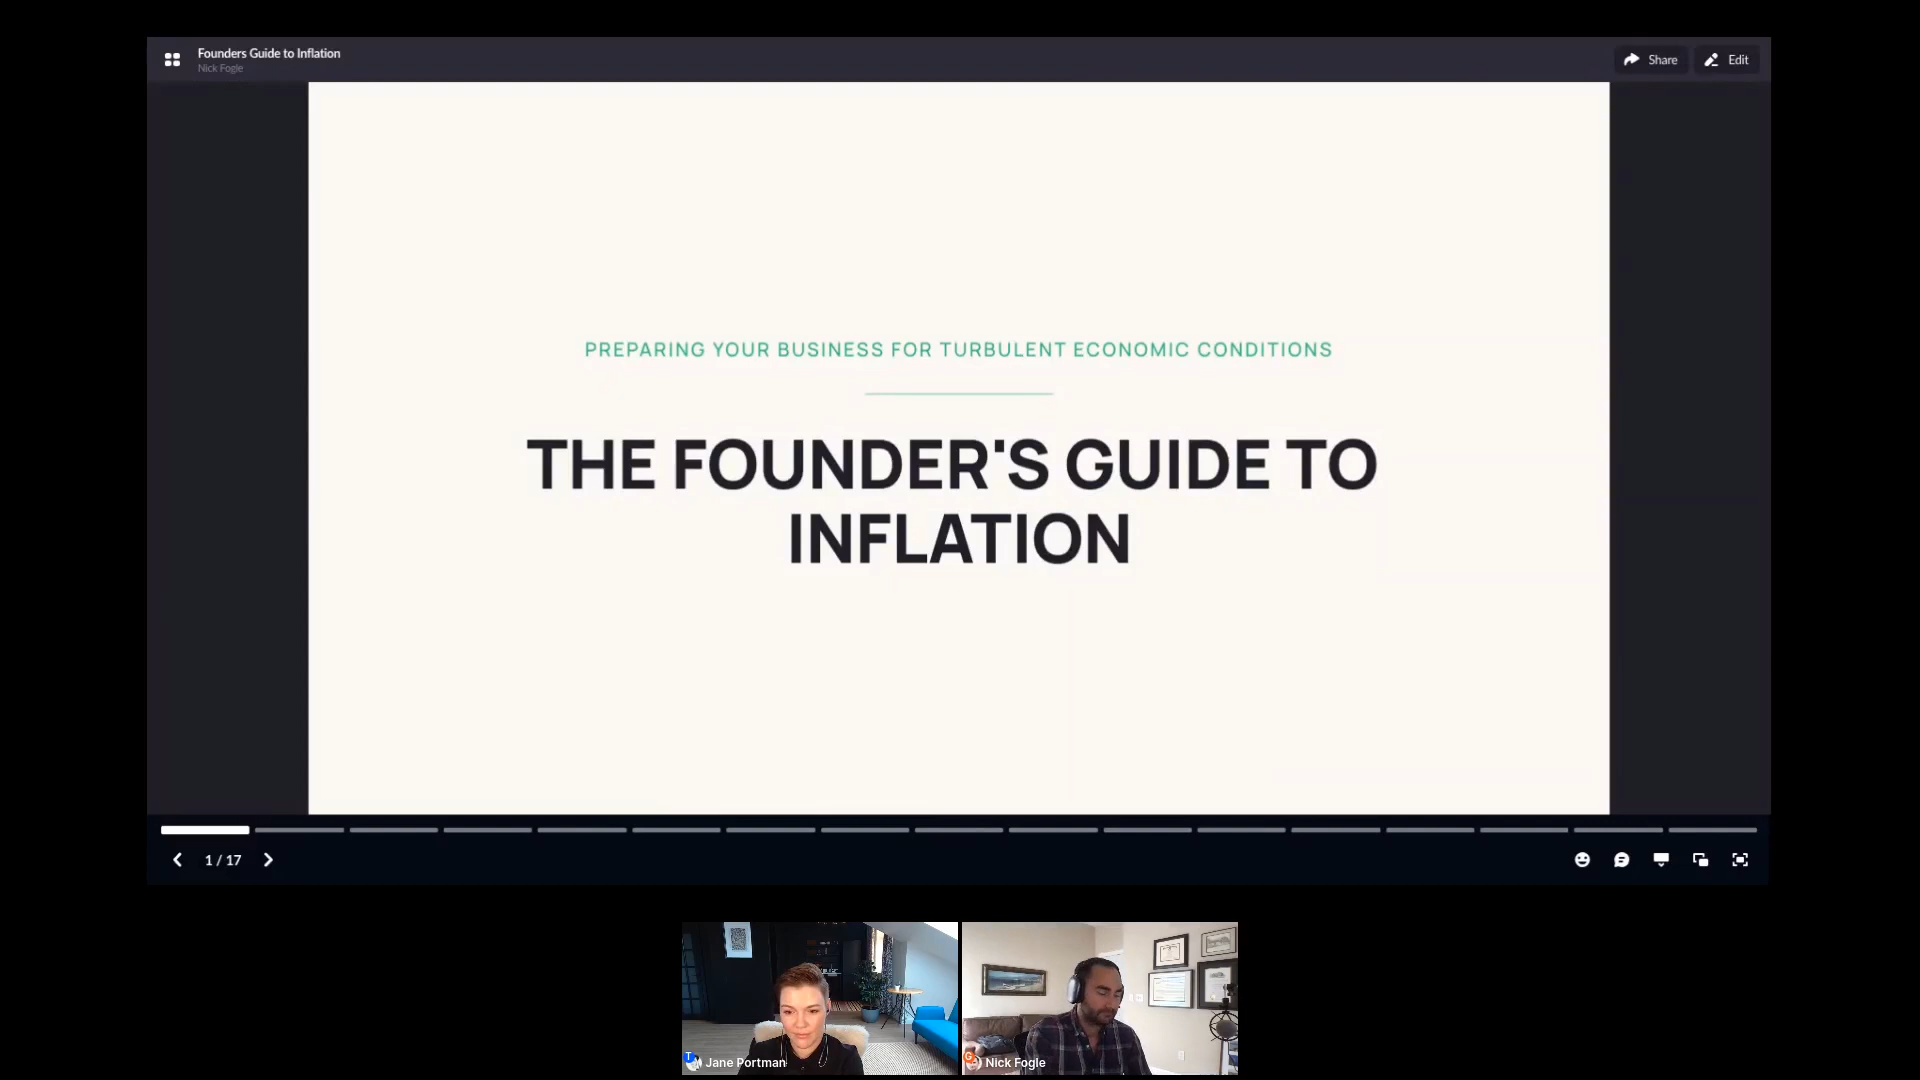 Founders Guide to Inflation
Nick Fogle
Share
Edit
PREPARING YOUR BUSINESS FOR TURBULENT ECONOMIC CONDITIONS
THE FOUNDER'S GUIDE TO
INFLATION
1 / 17
T
Jane Portman
G
Nick Fogle